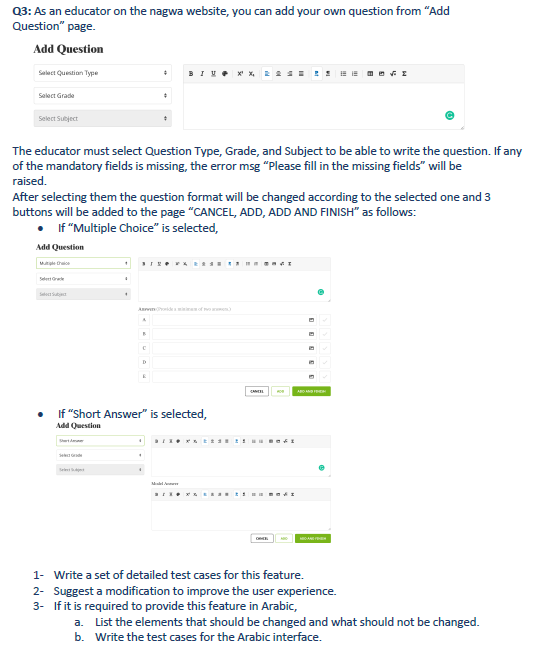 Q3: As an educator on the nagwa website, you can add your own question from “Add
Question” page.
Add Question
Select Question Type
B I U X² X₂ Σ
Select Grade
Select Subject
The educator must select Question Type, Grade, and Subject to be able to write the question. If any
of the mandatory fields is missing, the error msg “Please fill in the missing fields” will be
raised.
After selecting them the question format will be changed according to the selected one and 3
buttons will be added to the page “CANCEL, ADD, ADD AND FINISH” as follows:
• If “Multiple Choice” is selected,
Add Question
Multiple Choice
Select Grade
Select Subject
Answers (Provide a minimum of two answers.)
A
B
C
D
E
CANCEL ADD ADD AND FINISH
• If “Short Answer” is selected,
Add Question
Short Answer
Select Grade
Select Subject
Model Answer
CANCEL ADD ADD AND FINISH
1- Write a set of detailed test cases for this feature.
2- Suggest a modification to improve the user experience.
3- If it is required to provide this feature in Arabic,
a. List the elements that should be changed and what should not be changed.
b. Write the test cases for the Arabic interface.